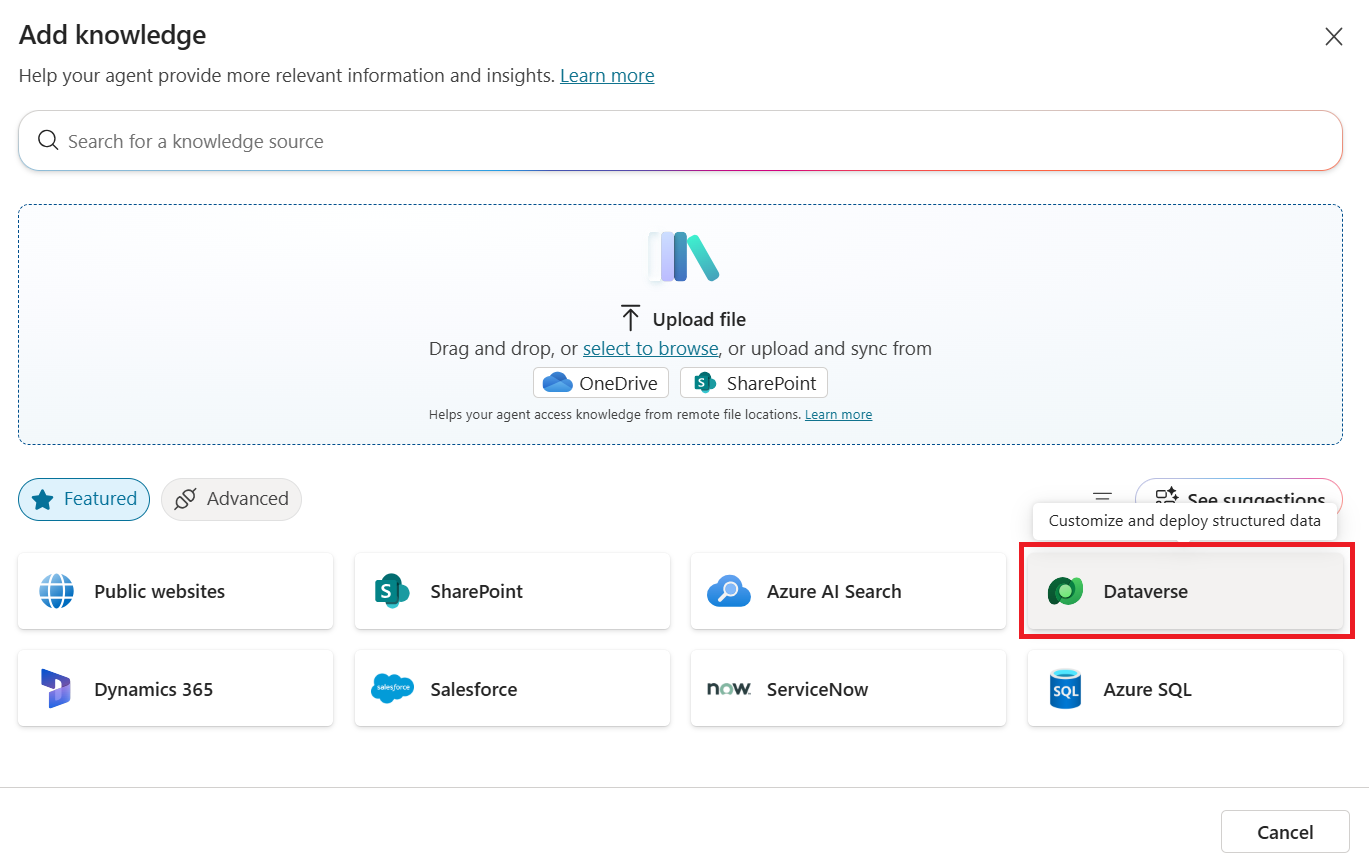 Add knowledge
Help your agent provide more relevant information and insights. Learn more
Search for a knowledge source
Upload file
Drag and drop, or select to browse, or upload and sync from
OneDrive
S SharePoint
Helps your agent access knowledge from remote file locations. Learn more
Featured
Advanced
See suggestions
Customize and deploy structured data
Public websites
S SharePoint
Azure AI Search
Dataverse
Dynamics 365
salesforce Salesforce
now. ServiceNow
SQL Azure SQL
Cancel